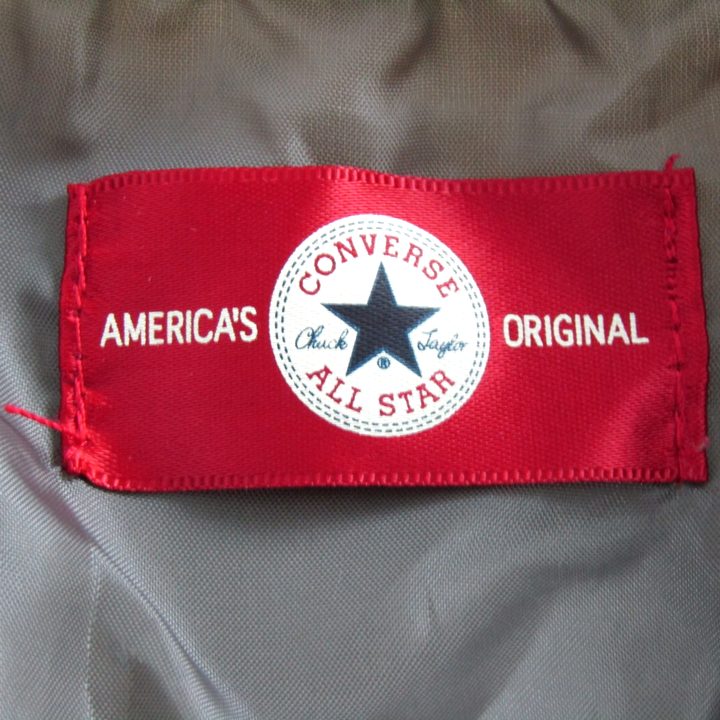 AMERICA'S
CONVERSE
Chuck Taylor
®
ALL STAR
ORIGINAL